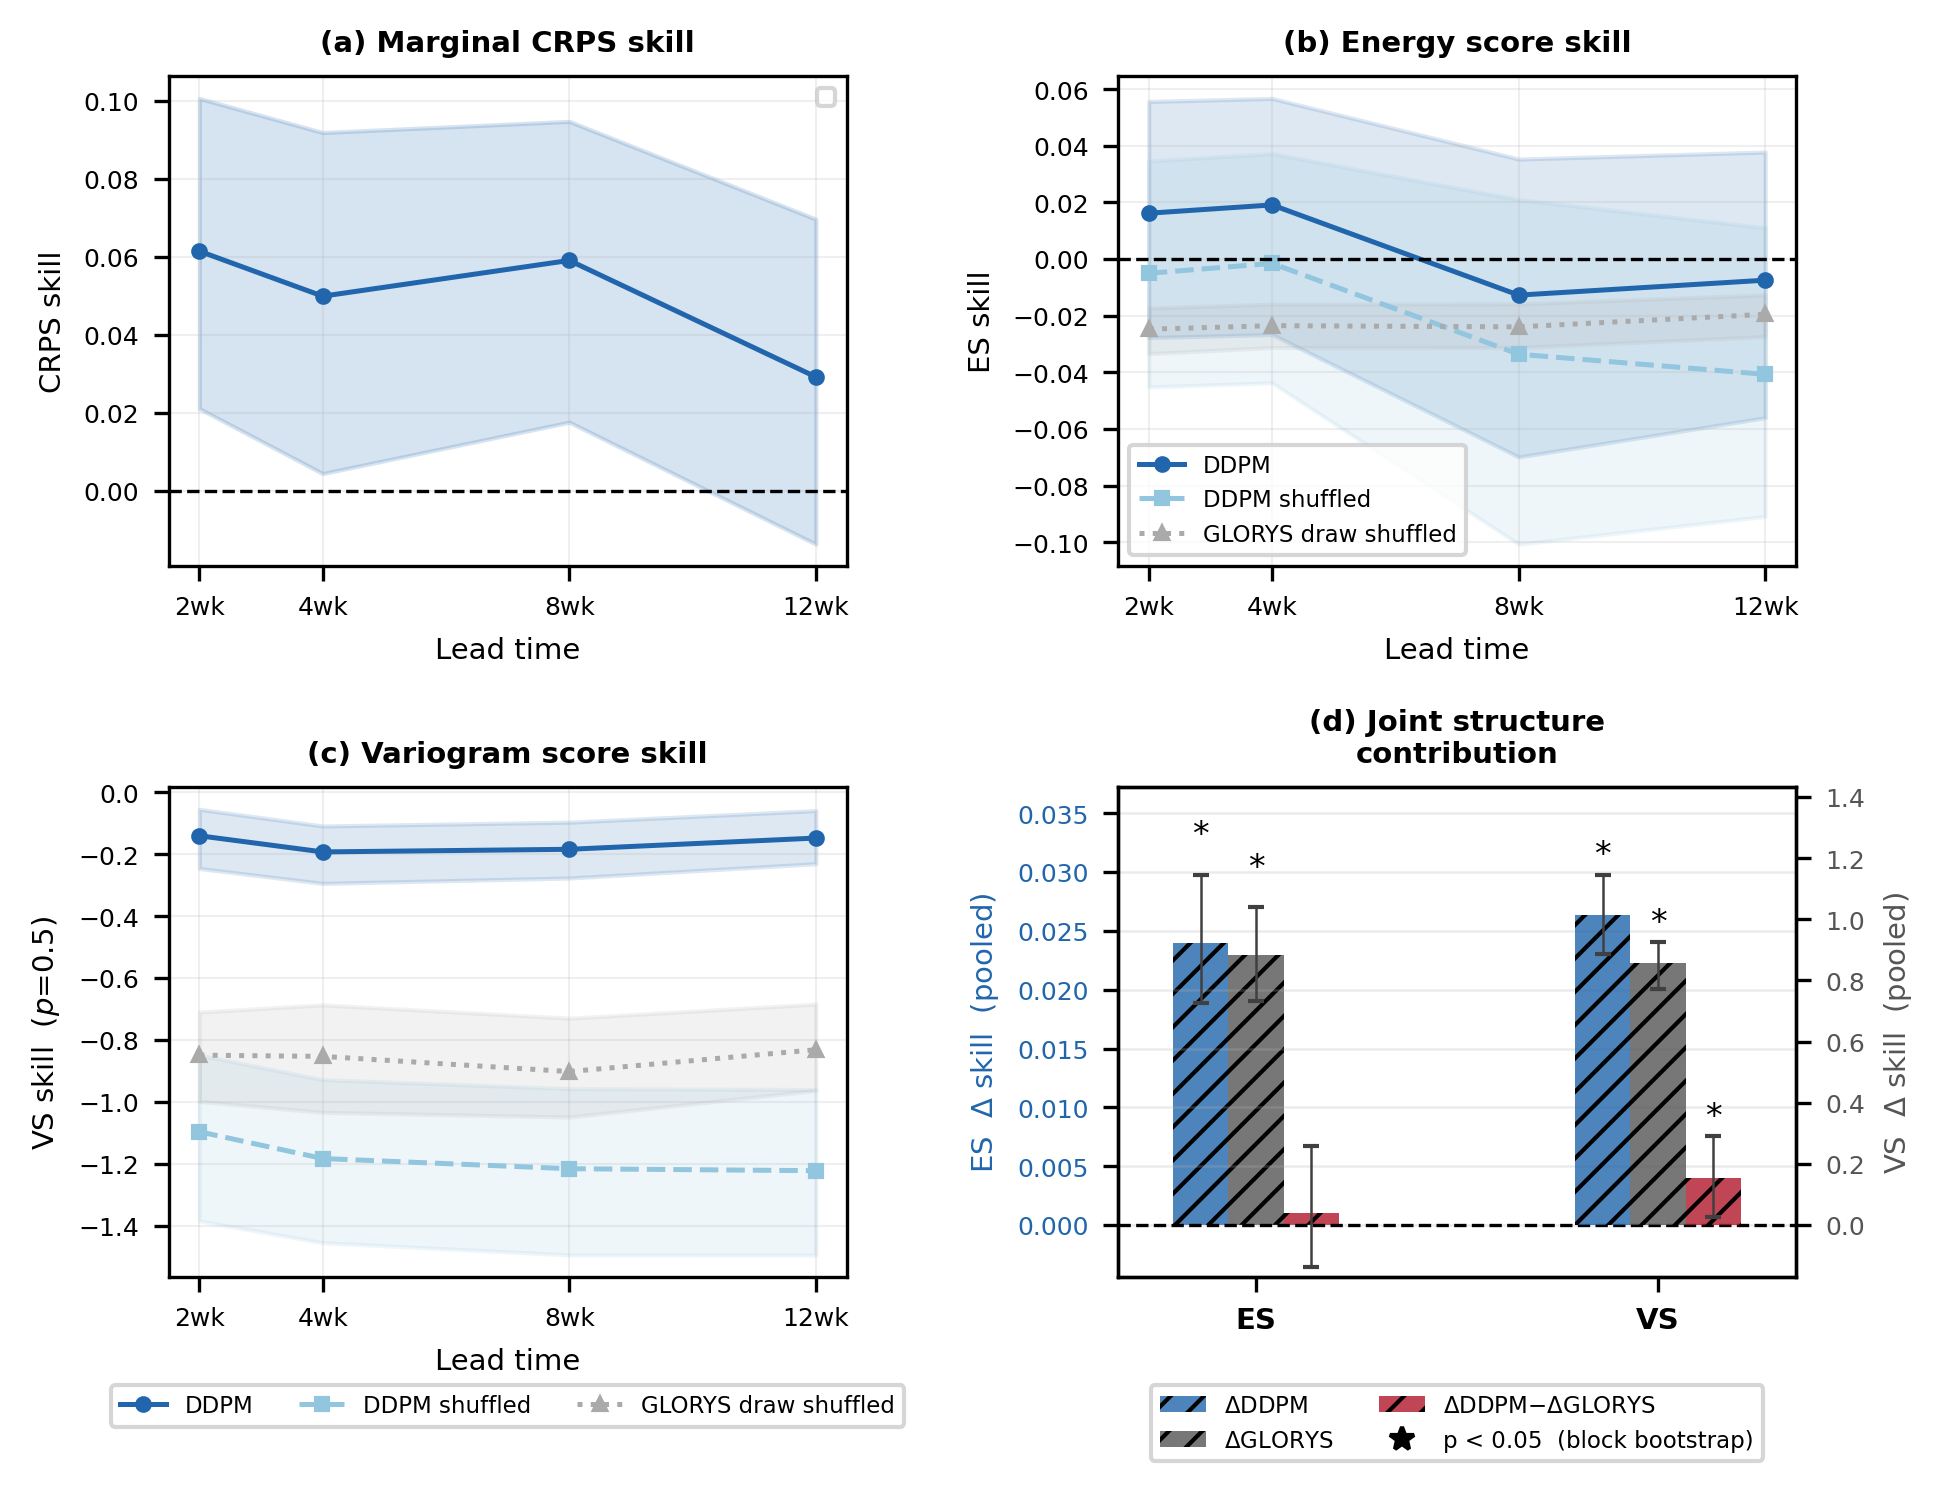 (a) Marginal CRPS skill
0.10
0.08
0.06
0.04
0.02
0.00
CRPS skill
2wk 4wk 8wk 12wk
Lead time
(b) Energy score skill
0.06
0.04
0.02
0.00
−0.02
−0.04
−0.06
−0.08
−0.10
ES skill
DDPM
DDPM shuffled
GLORYS draw shuffled
2wk 4wk 8wk 12wk
Lead time
(c) Variogram score skill
0.0
−0.2
−0.4
−0.6
−0.8
−1.0
−1.2
−1.4
VS skill (p=0.5)
2wk 4wk 8wk 12wk
Lead time
DDPM DDPM shuffled GLORYS draw shuffled
(d) Joint structure
contribution
0.035
0.030
0.025
0.020
0.015
0.010
0.005
0.000
ES Δ skill (pooled)
* *
* * *
1.4
1.2
1.0
0.8
0.6
0.4
0.2
0.0
VS Δ skill (pooled)
ES VS
ΔDDPM ΔDDPM−ΔGLORYS
ΔGLORYS p < 0.05 (block bootstrap)